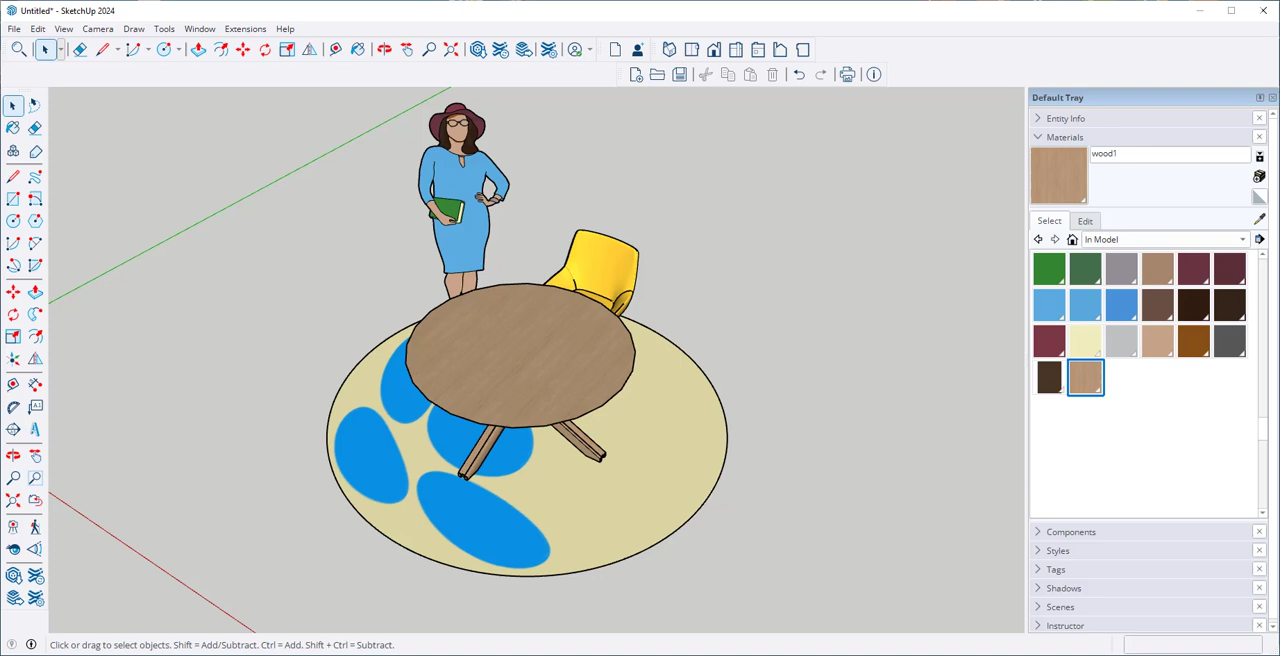 Untitled* - SketchUp 2024
File Edit View Camera Draw Tools Window Extensions Help
Default Tray
Entity Info
Materials
wood1
Select Edit
In Model
Components
Styles
Tags
Shadows
Scenes
Instructor
Click or drag to select objects. Shift = Add/Subtract. Ctrl = Add. Shift + Ctrl = Subtract.